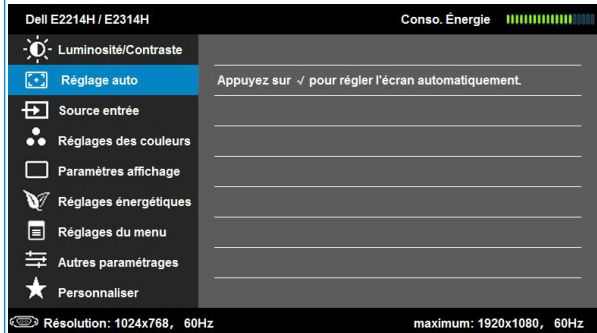 Dell E2214H / E2314H Conso. Énergie
Luminosité/Contraste
Réglage auto Appuyez sur √ pour régler l'écran automatiquement.
Source entrée
Réglages des couleurs
Paramètres affichage
Réglages énergétiques
Réglages du menu
Autres paramétrages
Personnaliser
Résolution: 1024x768, 60Hz maximum: 1920x1080, 60Hz